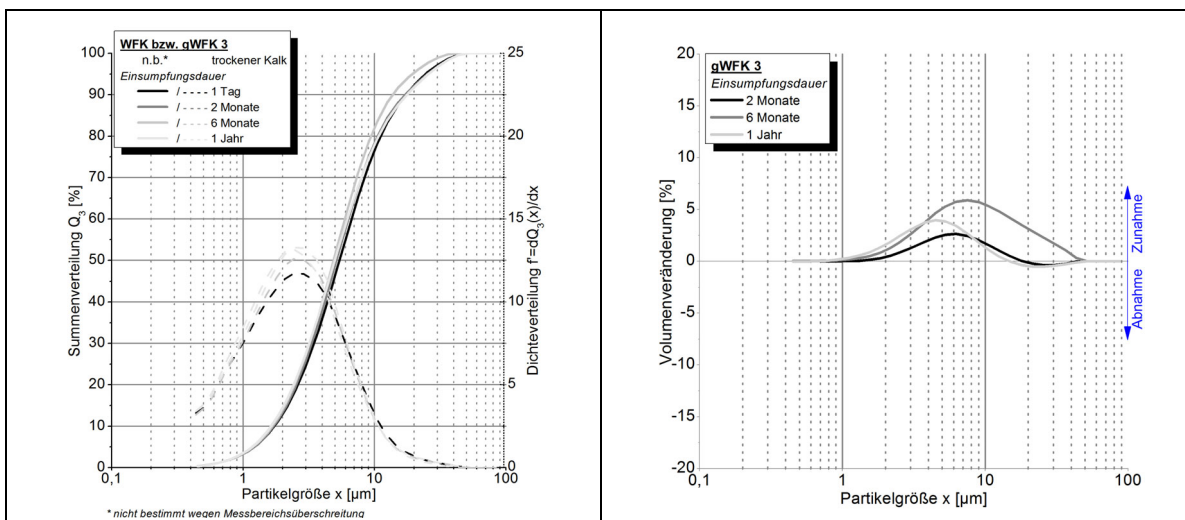 WFK bzw. gWFK 3
n.b.* trockener Kalk
Einsumpfungsdauer
/ 1 Tag
/ 2 Monate
/ 6 Monate
/ 1 Jahr
Summenverteilung Q3 [%]
100
90
80
70
60
50
40
30
20
10
0
Dichteverteilung F=dQ3(x)/dx
25
20
15
10
5
0
0,1 1 10 100
Partikelgröße x [µm]
* nicht bestimmt wegen Messbereichsüberschreitung
gWFK 3
Einsumpfungsdauer
2 Monate
6 Monate
1 Jahr
Volumenveränderung [%]
20
15
10
5
0
-5
-10
-15
-20
Zunahme
Abnahme
0,1 1 10 100
Partikelgröße x [µm]